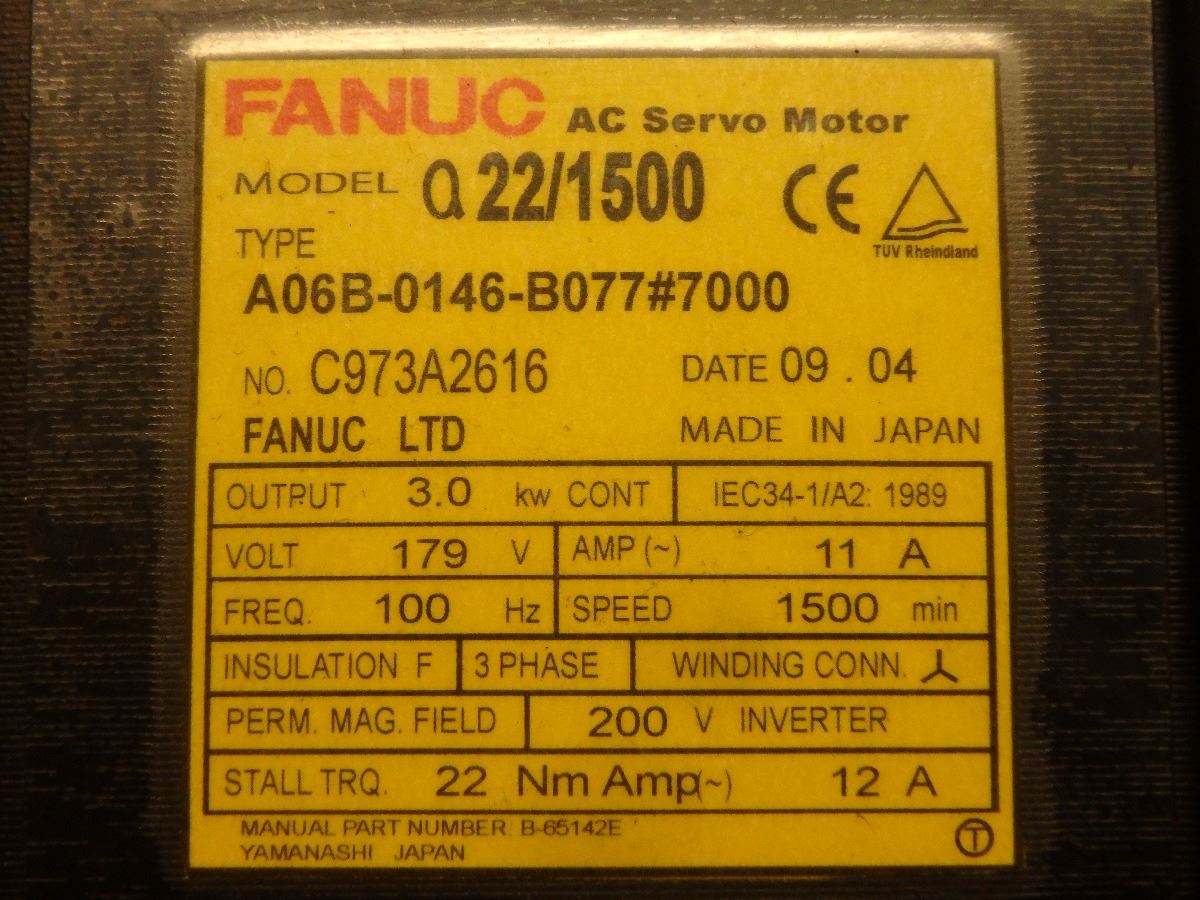 FANUC AC Servo Motor
MODEL α 22/1500
CE
TUV Rheindland
TYPE
A06B-0146-B077#7000
NO. C973A2616 DATE 09 . 04
FANUC LTD MADE IN JAPAN
OUTPUT 3.0 kw CONT IEC34-1/A2: 1989
VOLT 179 V AMP (~) 11 A
FREQ. 100 Hz SPEED 1500 min
INSULATION F 3 PHASE WINDING CONN.
PERM. MAG. FIELD 200 V INVERTER
STALL TRQ. 22 Nm Amp(~) 12 A
MANUAL PART NUMBER B-65142E
YAMANASHI JAPAN
T